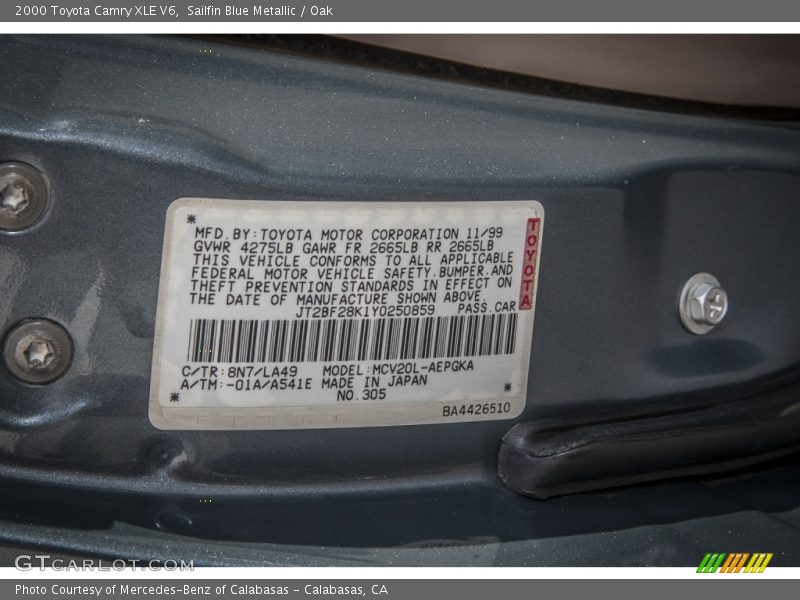 2000 Toyota Camry XLE V6, Sailfin Blue Metallic / Oak
MFD.BY:TOYOTA MOTOR CORPORATION 11/99
GVWR 4275LB GAWR FR 2665LB RR 2665LB
THIS VEHICLE CONFORMS TO ALL APPLICABLE
FEDERAL MOTOR VEHICLE SAFETY.BUMPER.AND
THEFT PREVENTION STANDARDS IN EFFECT ON
THE DATE OF MANUFACTURE SHOWN ABOVE.
JT2BF28K1Y0250859 PASS.CAR
TOYOTA
C/TR:8N7/LA49 MODEL:MCV20L-AEPGKA
A/TM:-01A/A541E MADE IN JAPAN
NO.305
BA4426510
GTCARLOT.COM
Photo Courtesy of Mercedes-Benz of Calabasas - Calabasas, CA